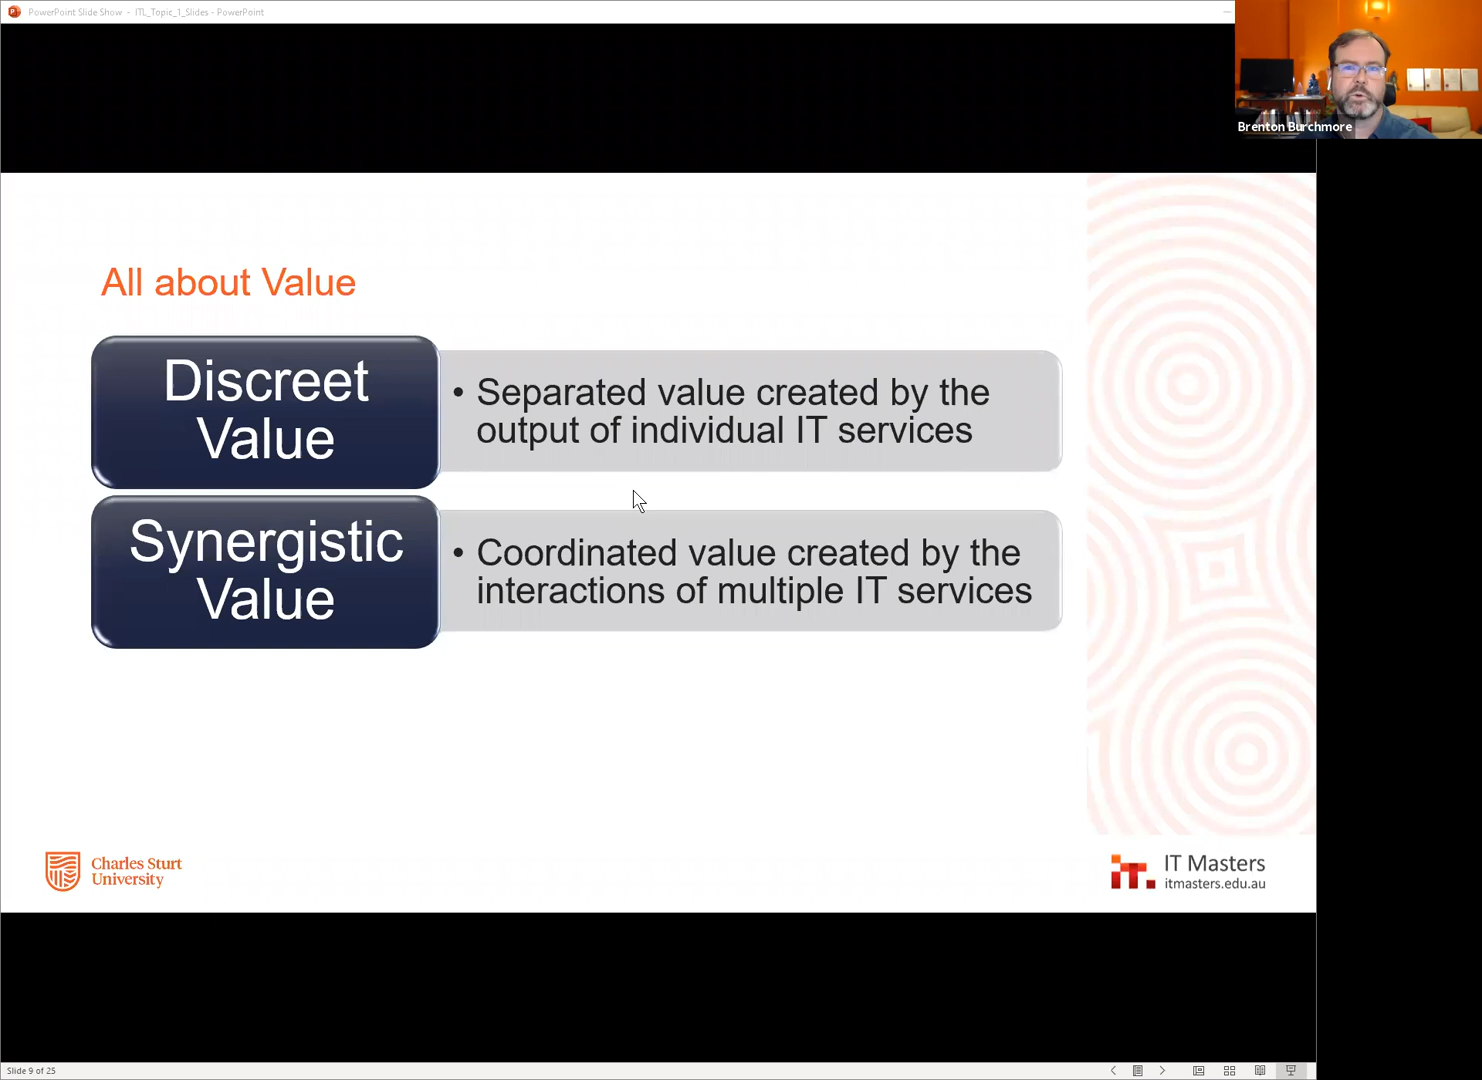 PowerPoint Slide Show - ITL_Topic_1_Slides - PowerPoint
Brenton Burchmore
All about Value
Discreet
Value
• Separated value created by the
output of individual IT services
Synergistic
Value
• Coordinated value created by the
interactions of multiple IT services
Charles Sturt
University
it.
IT Masters
itmasters.edu.au
Slide 9 of 25